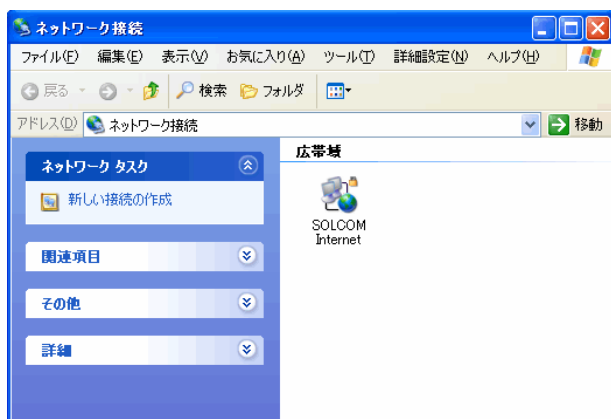 ネットワーク接続
ファイル(F) 編集(E) 表示(V) お気に入り(A) ツール(T) 詳細設定(N) ヘルプ(H)
戻る 検索 フォルダ
アドレス(D) ネットワーク接続 移動
ネットワーク タスク
新しい接続の作成
関連項目
その他
詳細
広帯域
SOLCOM
Internet